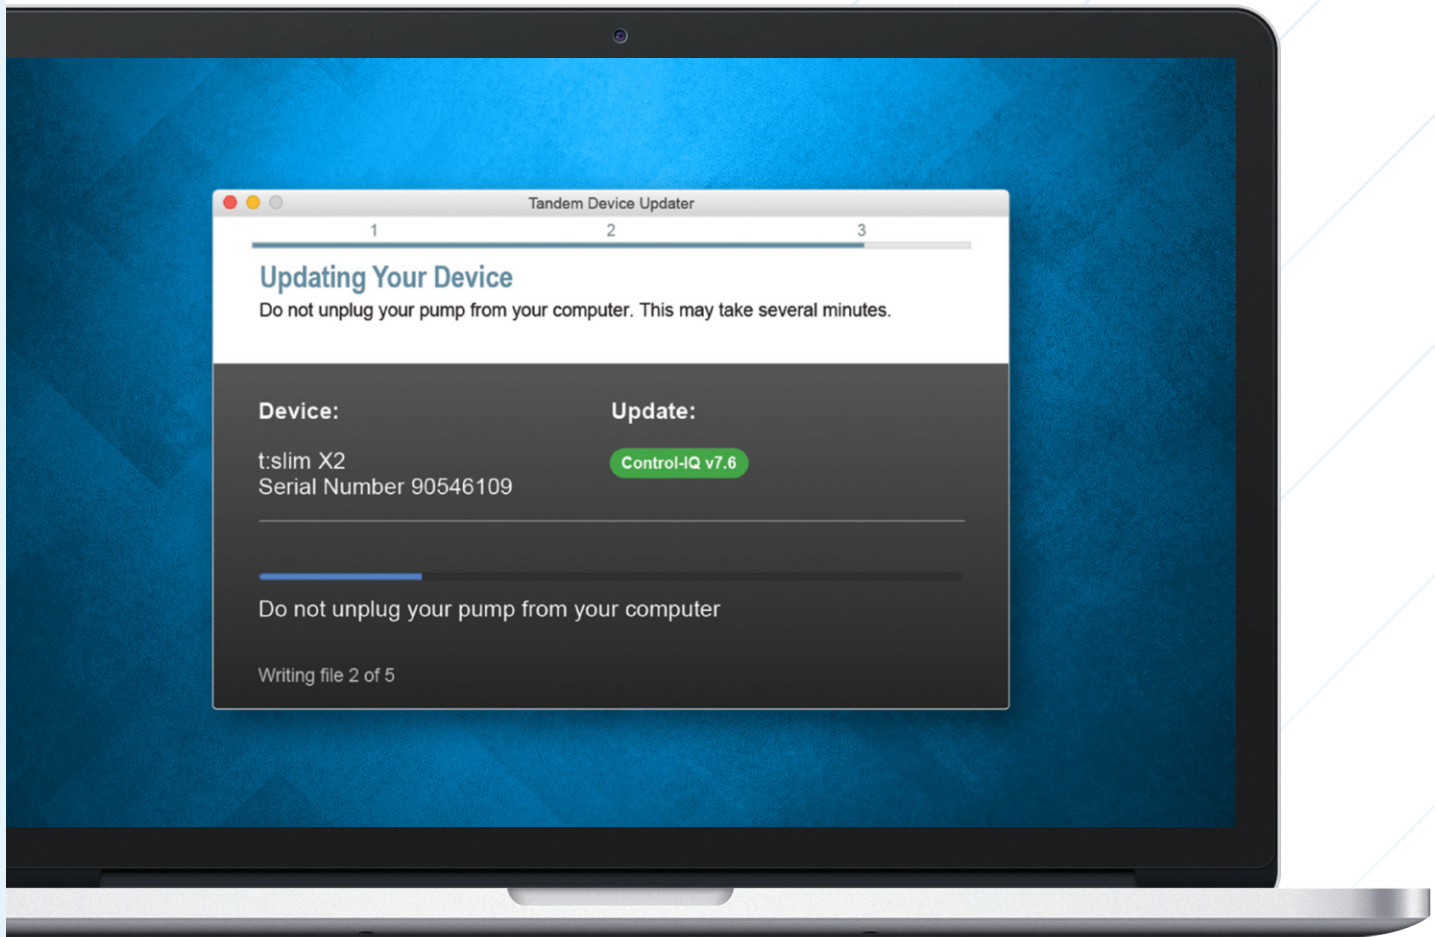 Tandem Device Updater
1 2 3
Updating Your Device
Do not unplug your pump from your computer. This may take several minutes.
Device:
Update:
t:slim X2
Control-IQ v7.6
Serial Number 90546109
Do not unplug your pump from your computer
Writing file 2 of 5